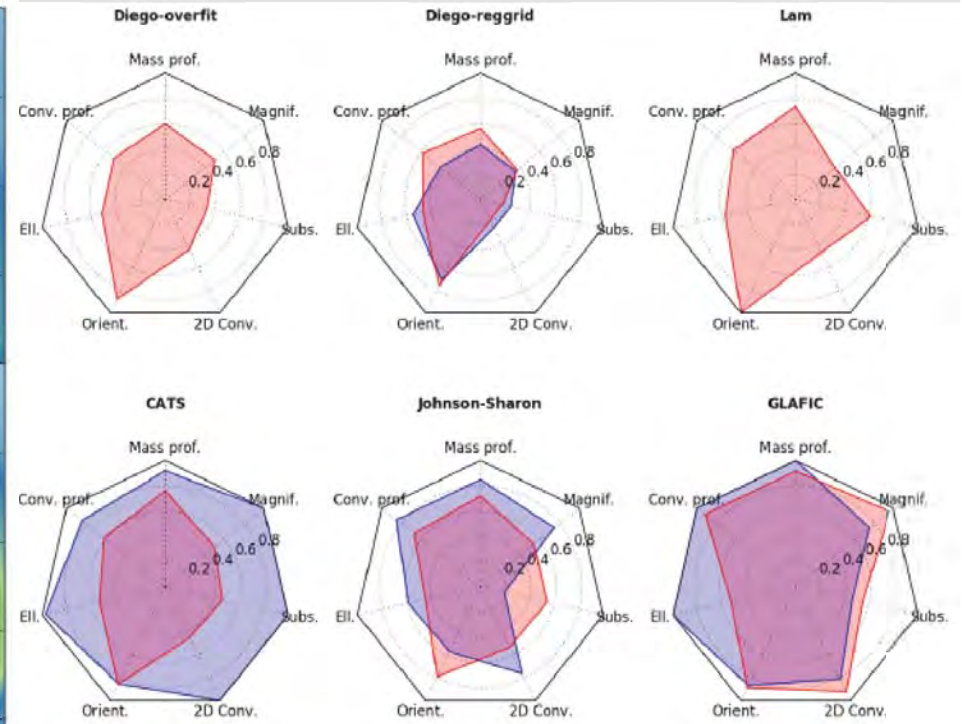 Diego-overfit
Mass prof.
Conv. prof.
Magnif.
0.2 0.4 0.6 0.8
Ell.
Subs.
Orient.
2D Conv.
Diego-reggrid
Mass prof.
Conv. prof.
Magnif.
0.2 0.4 0.6 0.8
Ell.
Subs.
Orient.
2D Conv.
Lam
Mass prof.
Conv. prof.
Magnif.
0.2 0.4 0.6 0.8
Ell.
Subs.
Orient.
2D Conv.
CATS
Mass prof.
Conv. prof.
Magnif.
0.2 0.4 0.6 0.8
Ell.
Subs.
Orient.
2D Conv.
Johnson-Sharon
Mass prof.
Conv. prof.
Magnif.
0.2 0.4 0.6 0.8
Ell.
Subs.
Orient.
2D Conv.
GLAFIC
Mass prof.
Conv. prof.
Magnif.
0.2 0.4 0.6 0.8
Ell.
Subs.
Orient.
2D Conv.